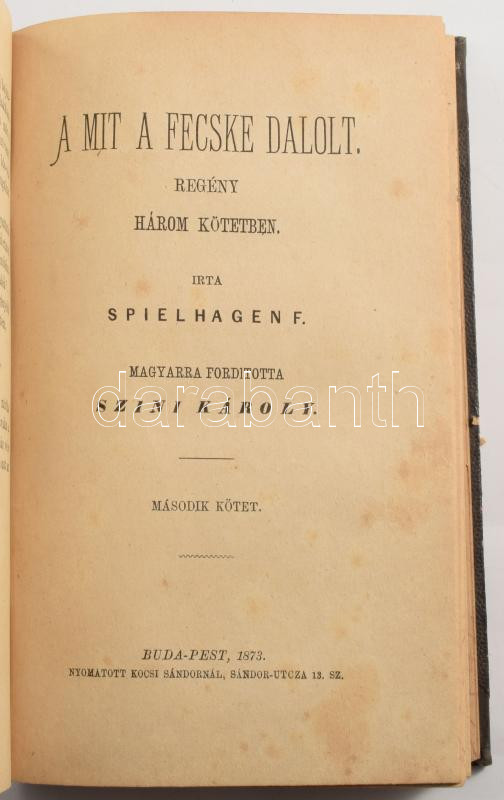 A MIT A FECSKE DALOLT.
REGÉNY
HÁROM KÖTETBEN.
IRTA
SPIELHAGEN F.
MAGYARRA FORDITOTTA
SZINI KÁROLY.
MÁSODIK KÖTET.
BUDA-PEST, 1873.
NYOMATOTT KOCSI SÁNDORNÁL, SÁNDOR-UTCZA 13. SZ.
darabanth